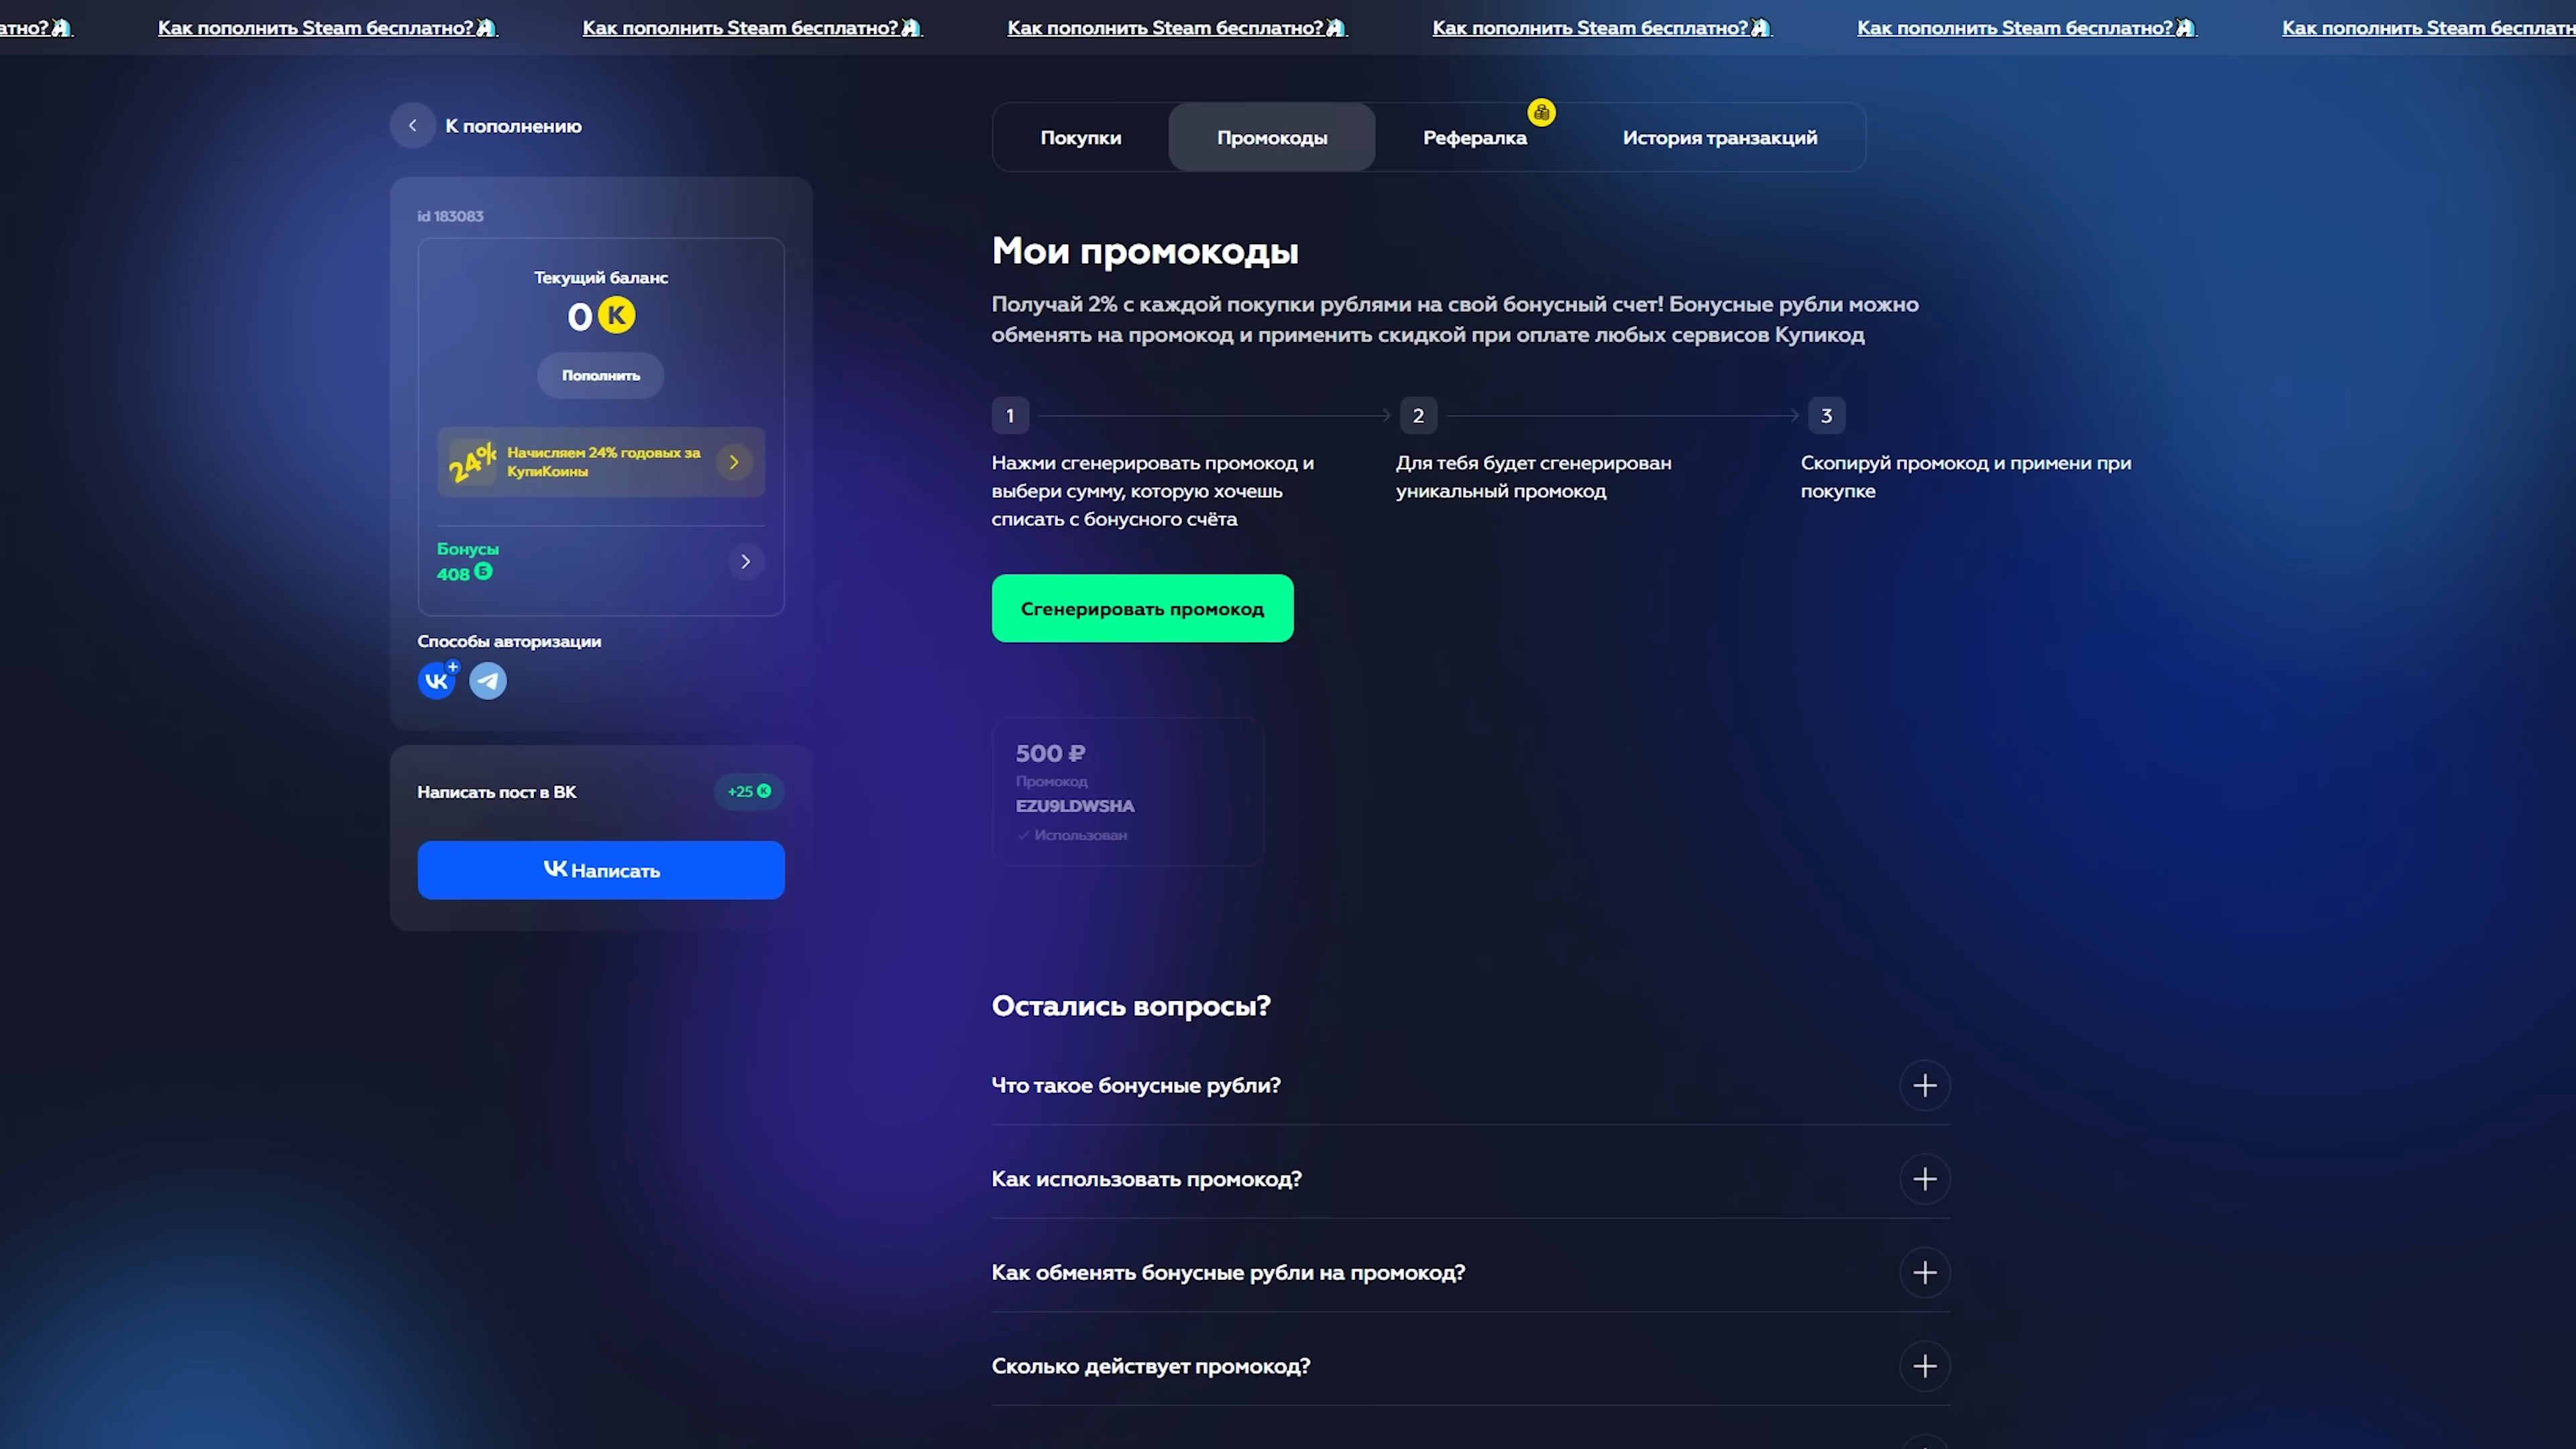 атно?
Как пополнить Steam бесплатно?
Как пополнить Steam бесплатно?
Как пополнить Steam бесплатно?
Как пополнить Steam бесплатно?
Как пополнить Steam бесплатно?
Как пополнить Steam бесплатн
К пополнению
Покупки
Промокоды
Рефералка
История транзакций
id 183083
Текущий баланс
0 K
Пополнить
24%
Начисляем 24% годовых за
КупиКоины
Бонусы
408 Б
Способы авторизации
VK
Написать пост в ВК
+25 K
VK Написать
Мои промокоды
Получай 2% с каждой покупки рублями на свой бонусный счет! Бонусные рубли можно
обменять на промокод и применить скидкой при оплате любых сервисов Купикод
1
Нажми сгенерировать промокод и
выбери сумму, которую хочешь
списать с бонусного счёта
2
Для тебя будет сгенерирован
уникальный промокод
3
Скопируй промокод и примени при
покупке
Сгенерировать промокод
500 ₽
Промокод
EZU9LDWSHA
Использован
Остались вопросы?
Что такое бонусные рубли?
Как использовать промокод?
Как обменять бонусные рубли на промокод?
Сколько действует промокод?